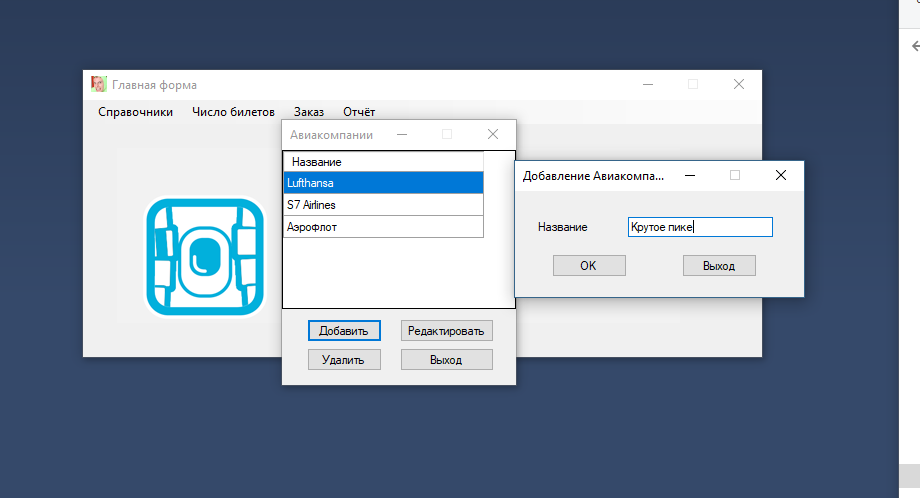 Главная форма
Справочники Число билетов Заказ Отчёт
Авиакомпании
Название
Lufthansa
S7 Airlines
Аэрофлот
Добавить Редактировать
Удалить Выход
Добавление Авиакомпа...
Название Крутое пике
OK Выход